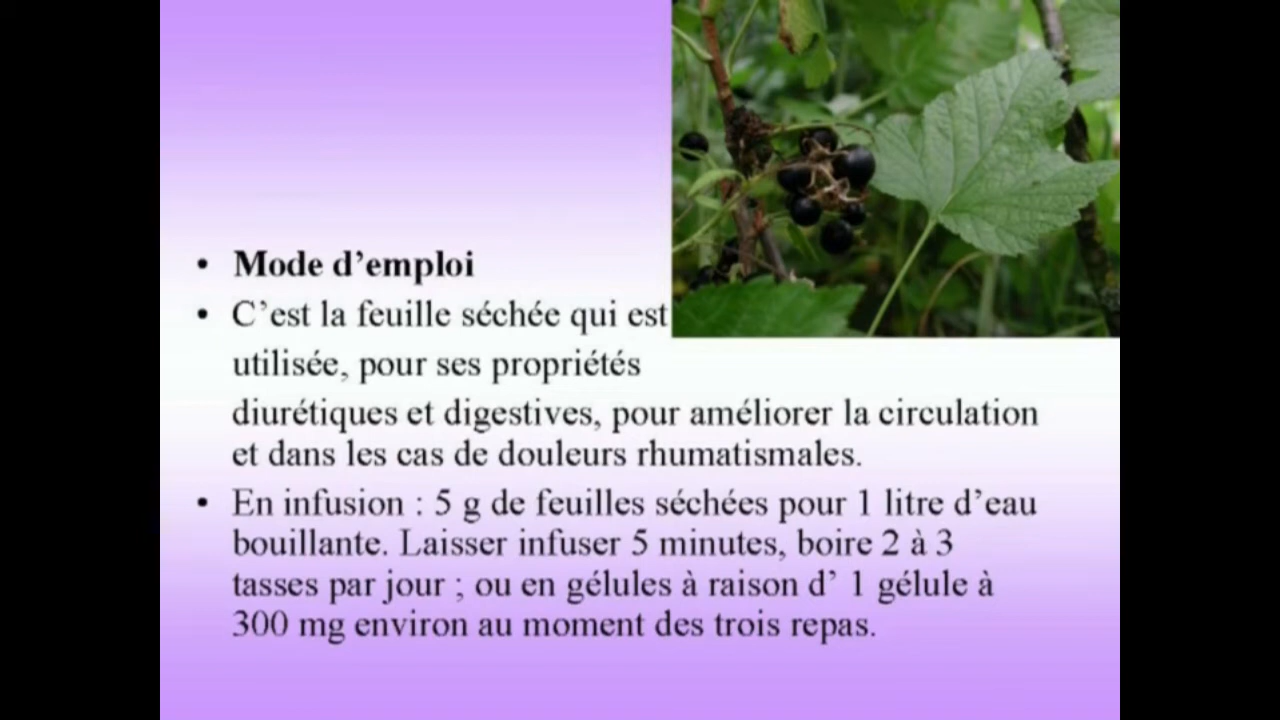 • Mode d’emploi
• C’est la feuille séchée qui est
utilisée, pour ses propriétés
diurétiques et digestives, pour améliorer la circulation
et dans les cas de douleurs rhumatismales.
• En infusion : 5 g de feuilles séchées pour 1 litre d’eau
bouillante. Laisser infuser 5 minutes, boire 2 à 3
tasses par jour ; ou en gélules à raison d’ 1 gélule à
300 mg environ au moment des trois repas.